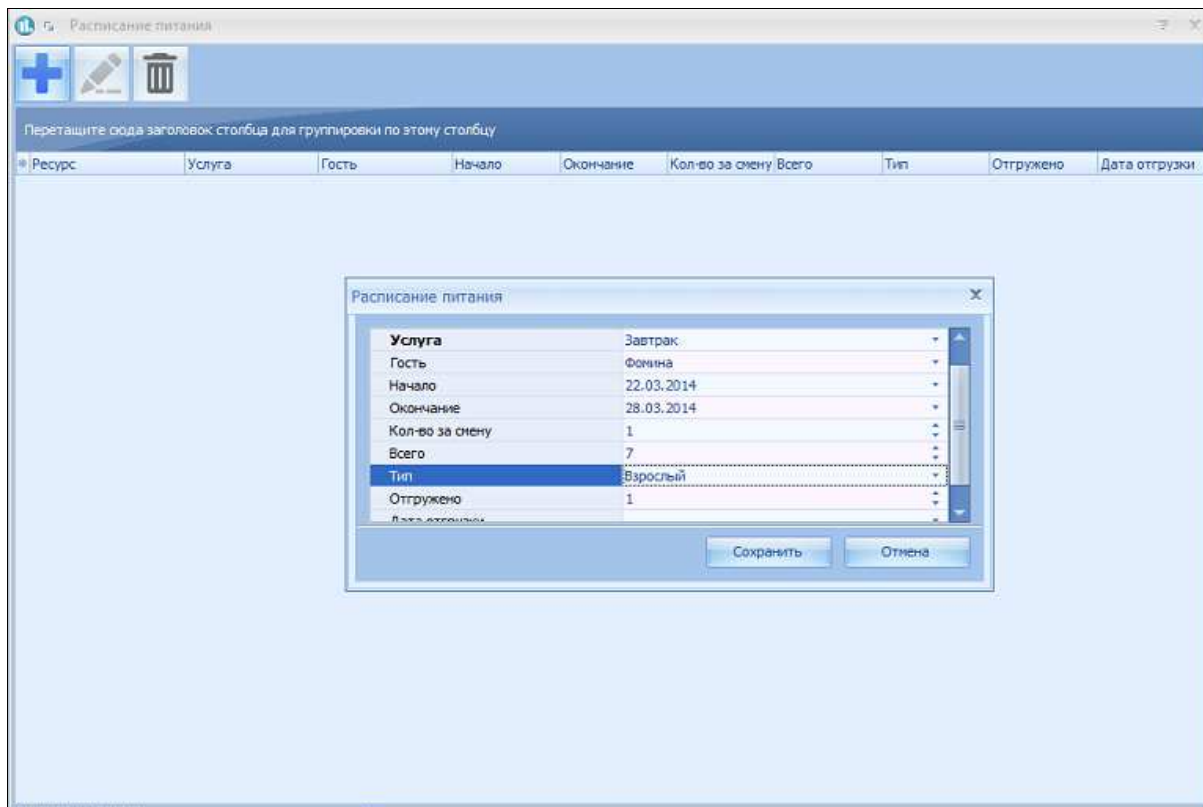 Расписание питания
Перетащите сюда заголовок столбца для группировки по этому столбцу
Ресурс Услуга Гость Начало Окончание Кол-во за смену Всего Тип Отгружено Дата отгрузки
Расписание питания
Услуга Завтрак
Гость Фомина
Начало 22.03.2014
Окончание 28.03.2014
Кол-во за смену 1
Всего 7
Тип Взрослый
Отгружено 1
Дата отгрузки
Сохранить Отмена